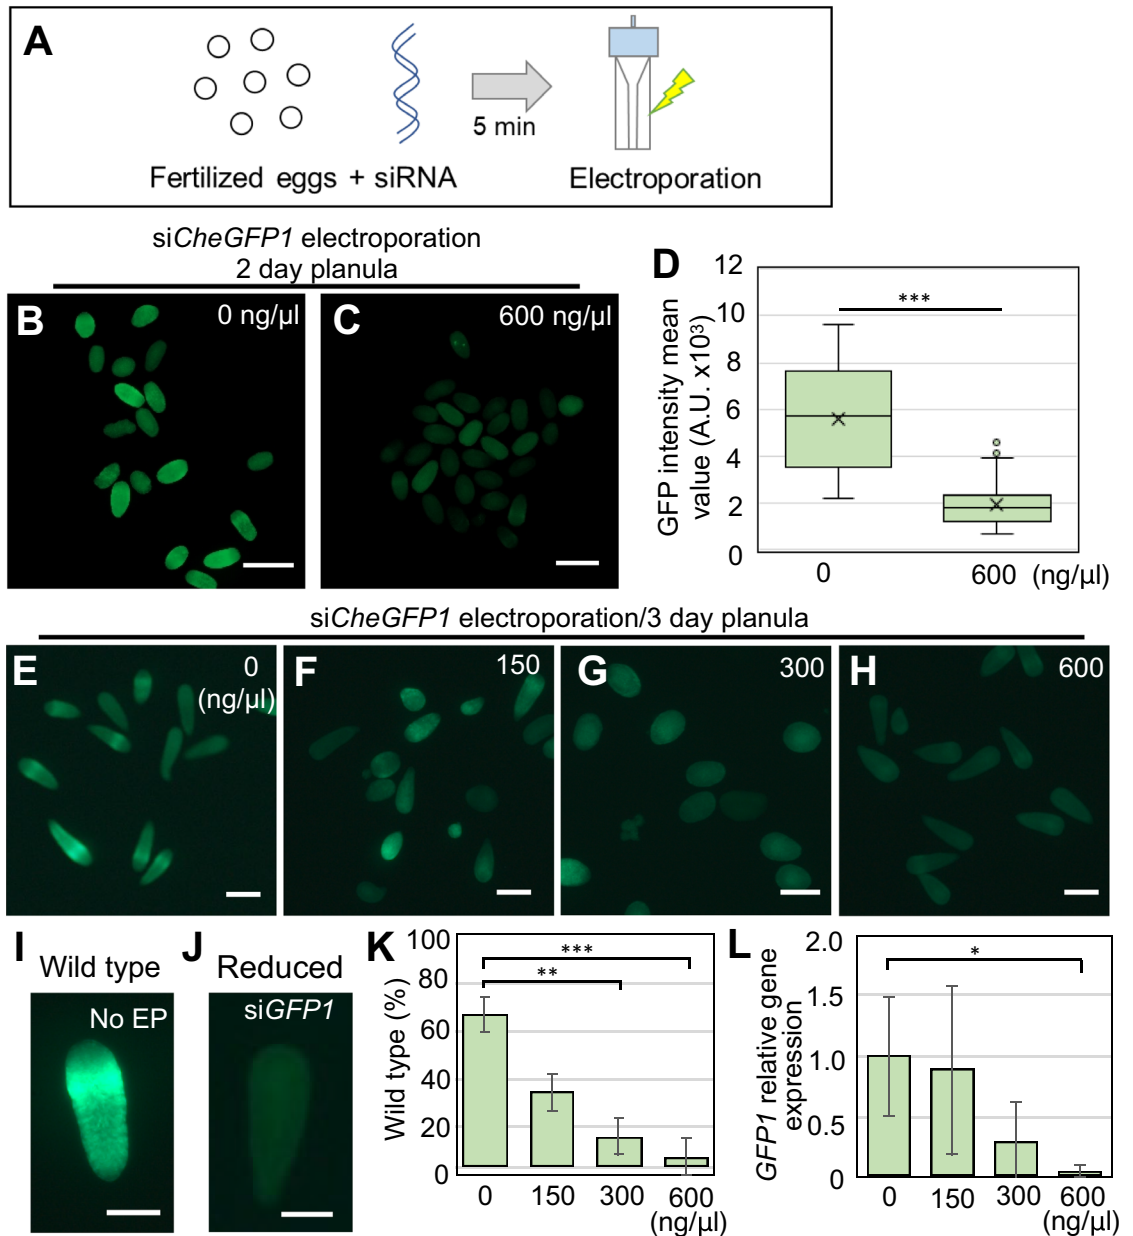 A
5 min
Fertilized eggs + siRNA
Electroporation
siCheGFP1 electroporation
2 day planula
B
0 ng/µl
C
600 ng/µl
D
GFP intensity mean
value (A.U. x10³)
12
10
8
6
4
2
0
***
0
600
(ng/µl)
siCheGFP1 electroporation/3 day planula
E
0
(ng/µl)
F
150
G
300
H
600
I
Wild type
No EP
J
Reduced
siGFP1
K
Wild type (%)
100
80
60
40
20
0
***
**
0
150
300
600
(ng/µl)
L
GFP1 relative gene
expression
2.0
1.5
1.0
0.5
0
*
0
150
300
600
(ng/µl)